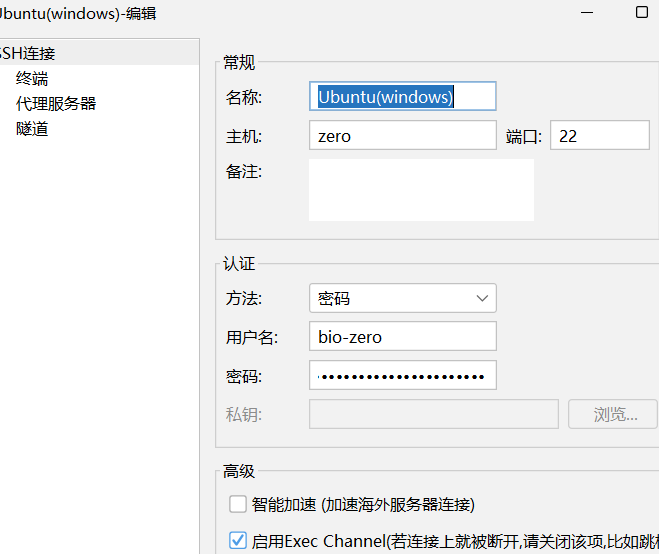 Ubuntu(windows)-编辑
SSH连接
终端
代理服务器
隧道
常规
名称: Ubuntu(windows)
主机: zero 端口: 22
备注:
认证
方法: 密码
用户名: bio-zero
密码: ••••••••••••••••••••••
私钥: 浏览...
高级
智能加速 (加速海外服务器连接)
启用Exec Channel(若连接上就被断开,请关闭该项,比如跳